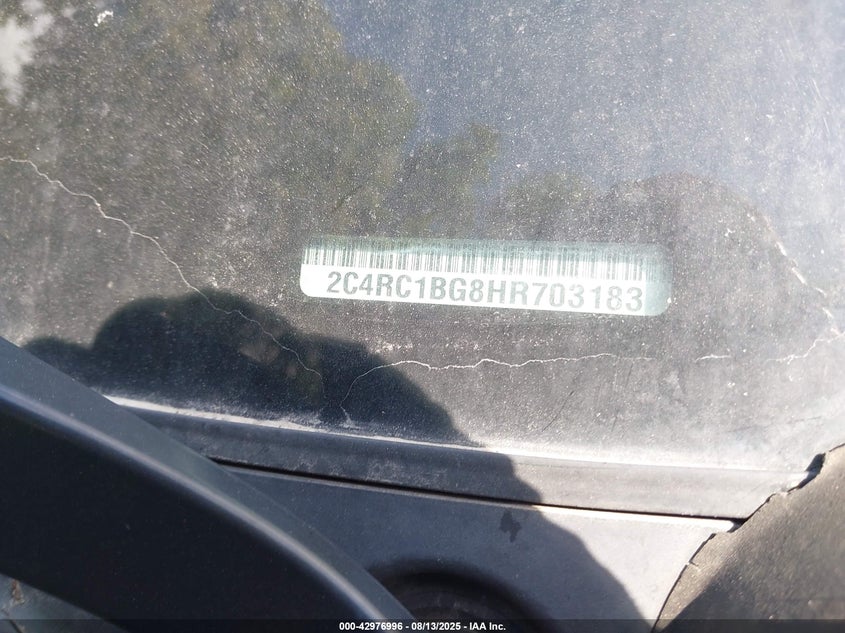 2C4RC1BG8HR703183
000-42976996 - 08/13/2025 - IAA Inc.